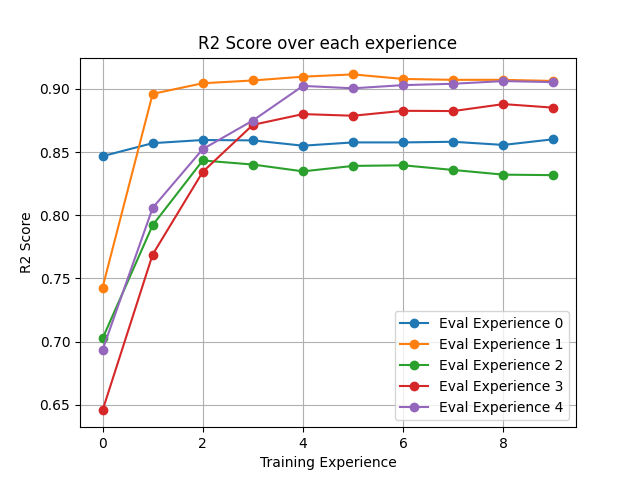 R2 Score over each experience
0.90
0.85
0.80
0.75
0.70
0.65
R2 Score
0
2
4
6
8
Training Experience
Eval Experience 0
Eval Experience 1
Eval Experience 2
Eval Experience 3
Eval Experience 4